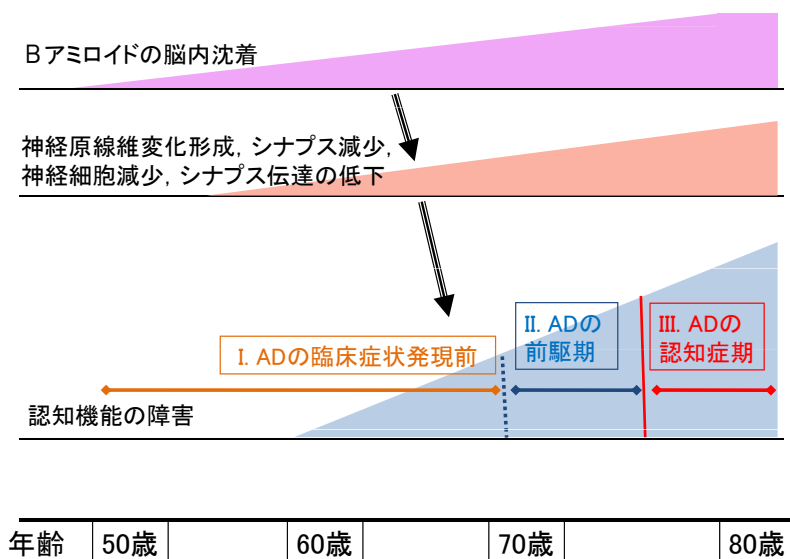 Βアミロイドの脳内沈着
神経原線維変化形成，シナプス減少，
神経細胞減少，シナプス伝達の低下
I. ADの臨床症状発現前
II. ADの
前駆期
III. ADの
認知症期
認知機能の障害
年齢 50歳 60歳 70歳 80歳